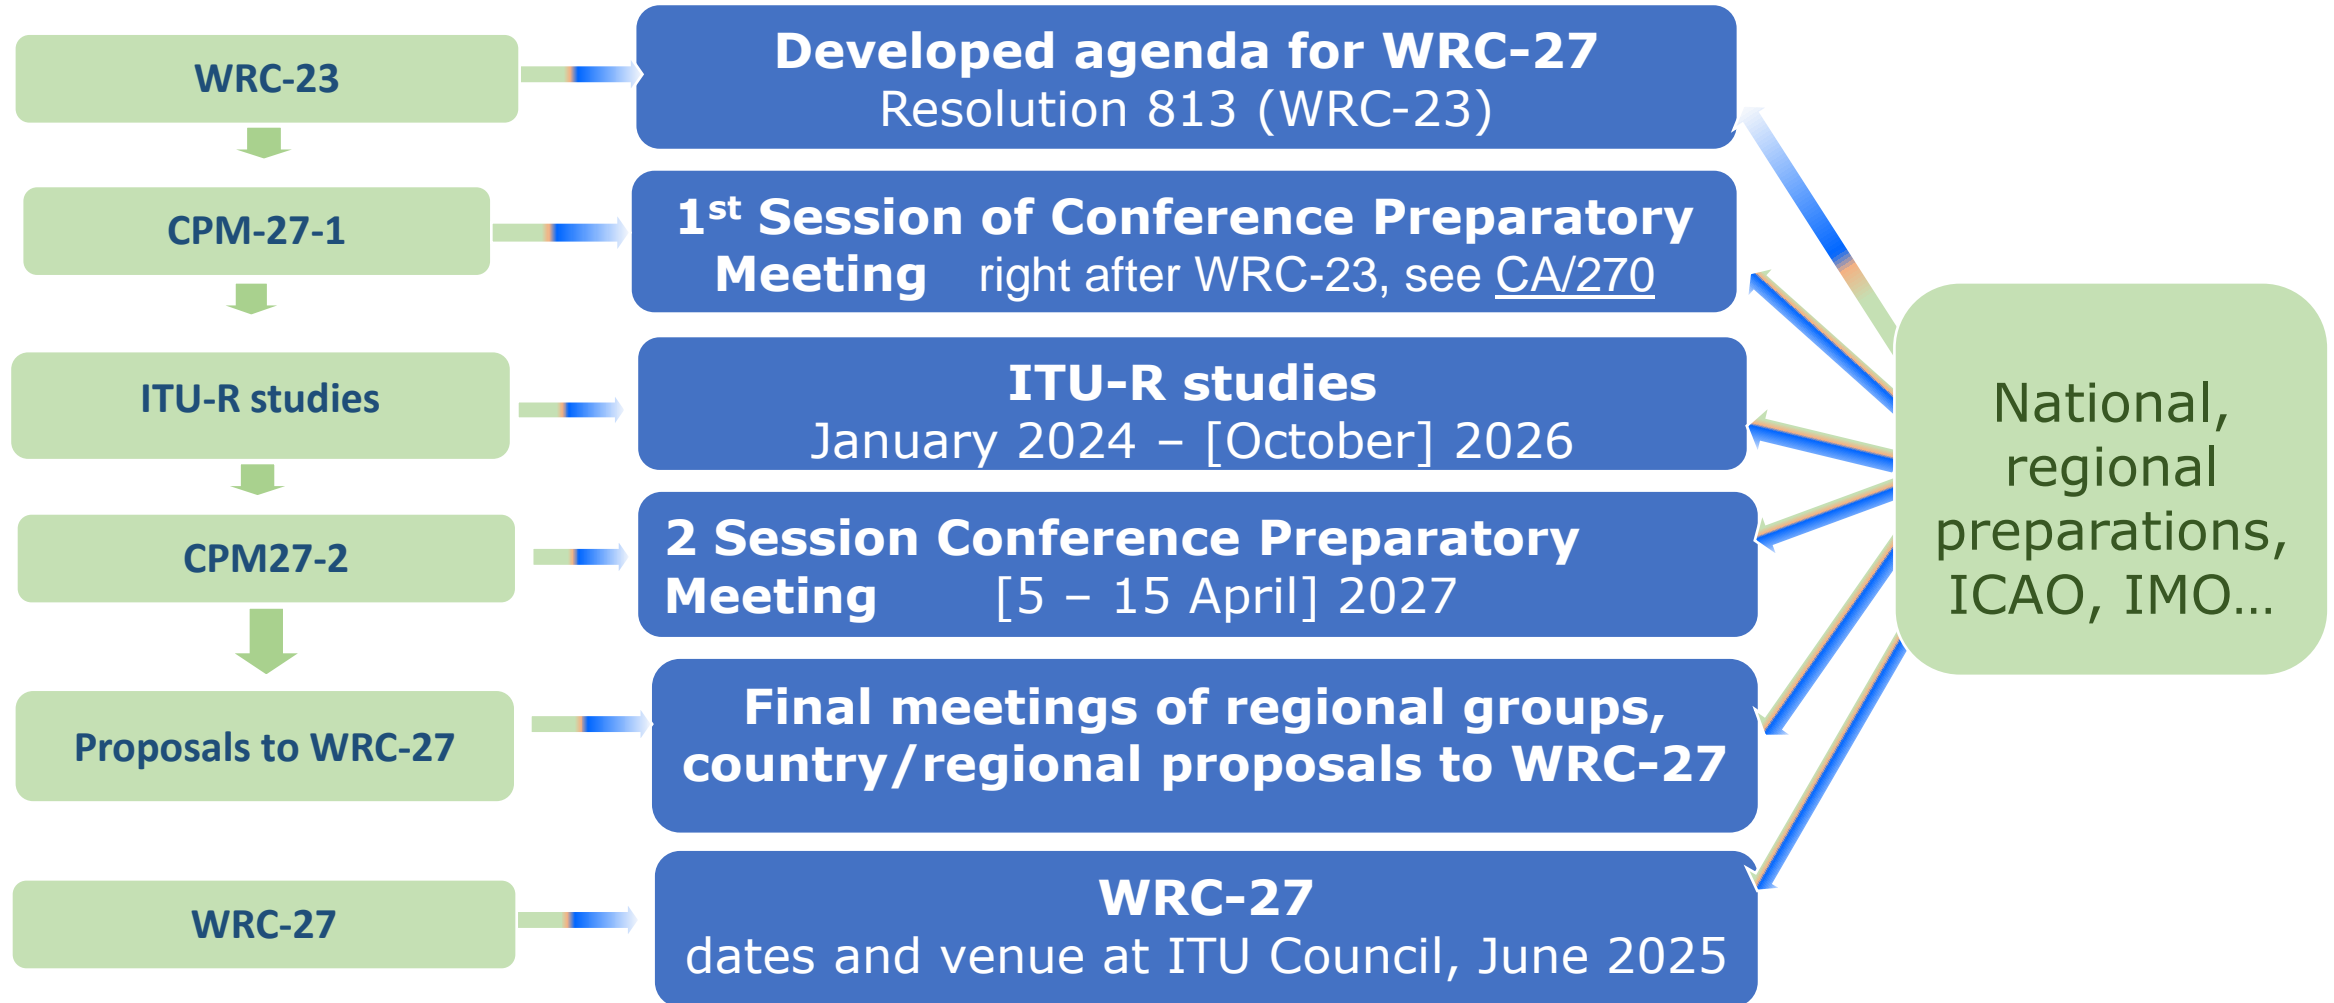 WRC-23
Developed agenda for WRC-27
Resolution 813 (WRC-23)
CPM-27-1
1st Session of Conference Preparatory
Meeting right after WRC-23, see CA/270
ITU-R studies
ITU-R studies
January 2024 – [October] 2026
CPM27-2
2 Session Conference Preparatory
Meeting [5 – 15 April] 2027
Proposals to WRC-27
Final meetings of regional groups,
country/regional proposals to WRC-27
WRC-27
WRC-27
dates and venue at ITU Council, June 2025
National,
regional
preparations,
ICAO, IMO…